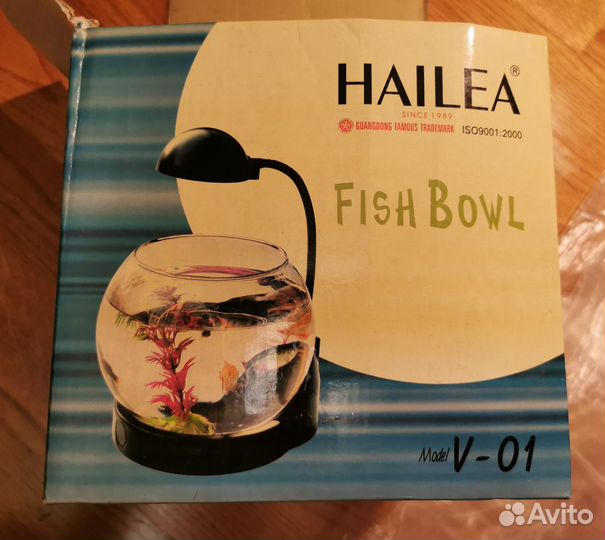 HAILEA®
SINCE 1989
GUANGDONG FAMOUS TRADEMARK ISO9001:2000
FISH BOWL
Model V-01
Avito